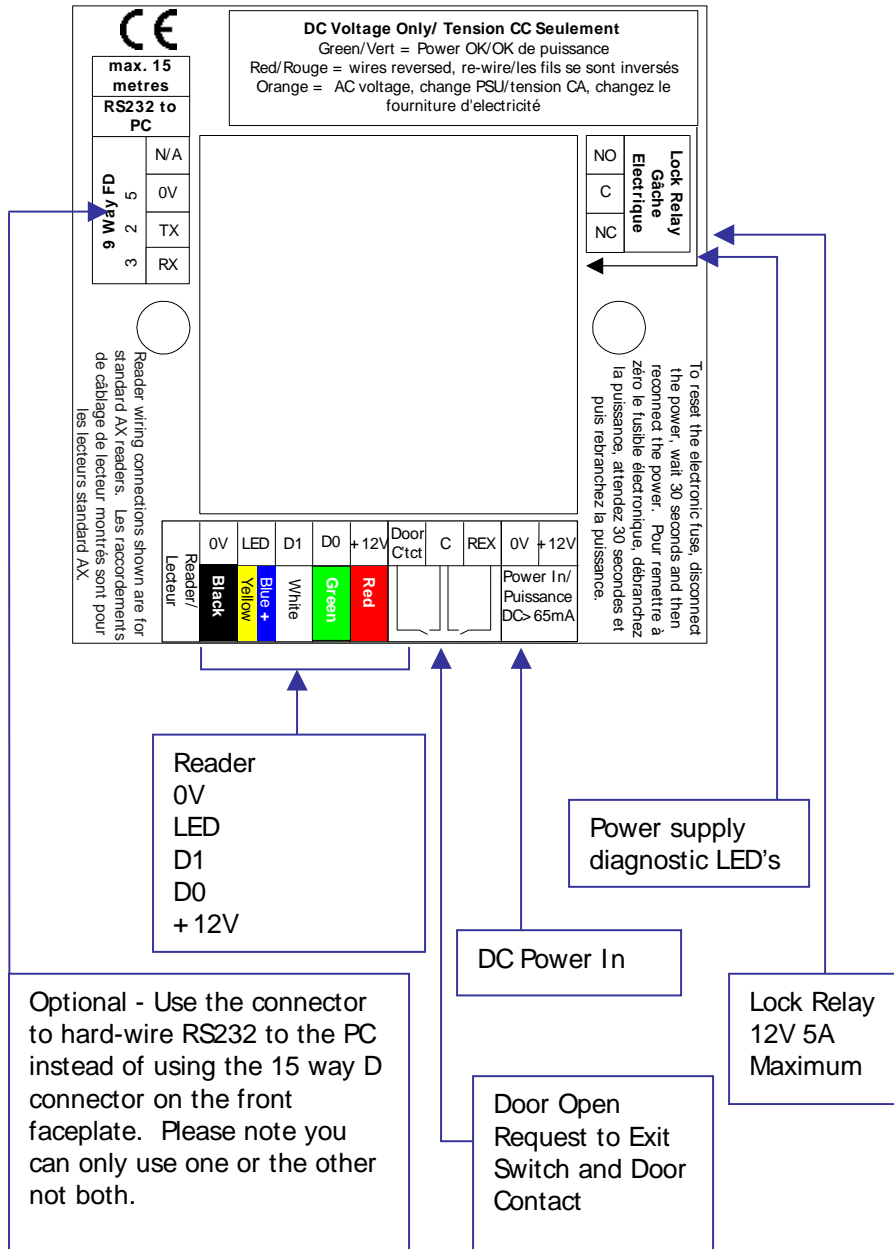 CE
DC Voltage Only/ Tension CC Seulement
Green/Vert = Power OK/OK de puissance
Red/Rouge = wires reversed, re-wire/les fils se sont inversés
Orange = AC voltage, change PSU/tension CA, changez le
fourniture d'electricité
max. 15
metres
RS232 to
PC
9 Way FD
5
2
3
N/A
0V
TX
RX
NO
C
NC
Lock Relay
Gâche
Electrique
Reader wiring connections shown are for
standard AX readers. Les raccordements
de câblage de lecteur montrés sont pour
les lecteurs standard AX.
To reset the electronic fuse, disconnect
the power, wait 30 seconds and then
reconnect the power. Pour remettre à
zéro le fusible électronique, débranchez
la puissance, attendez 30 secondes et
puis rebranchez la puissance.
Reader/
Lecteur
0V
LED
D1
D0
+12V
Door
C'tct
C
REX
0V
+12V
Black
Blue +
Yellow
White
Green
Red
Power In/
Puissance
DC> 65mA
Reader
0V
LED
D1
D0
+12V
Power supply
diagnostic LED's
DC Power In
Lock Relay
12V 5A
Maximum
Optional - Use the connector
to hard-wire RS232 to the PC
instead of using the 15 way D
connector on the front
faceplate. Please note you
can only use one or the other
not both.
Door Open
Request to Exit
Switch and Door
Contact